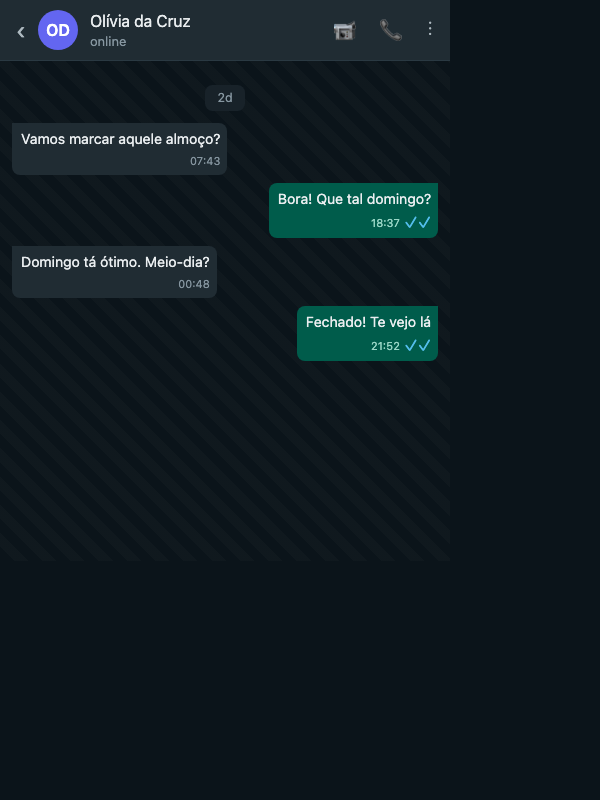 OD
Olívia da Cruz
online
2d
Vamos marcar aquele almoço?
07:43
Bora! Que tal domingo?
18:37
Domingo tá ótimo. Meio-dia?
00:48
Fechado! Te vejo lá
21:52